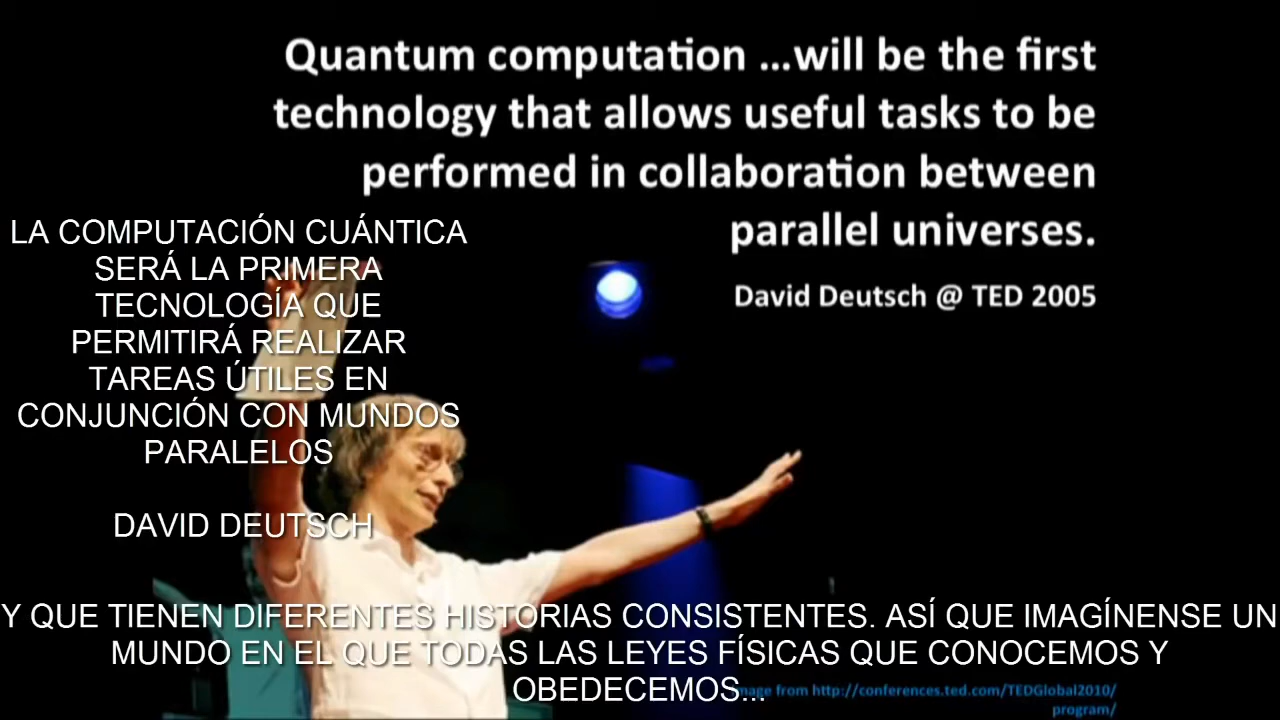 Quantum computation ...will be the first
technology that allows useful tasks to be
performed in collaboration between
parallel universes.
David Deutsch @ TED 2005
LA COMPUTACIÓN CUÁNTICA
SERÁ LA PRIMERA
TECNOLOGÍA QUE
PERMITIRÁ REALIZAR
TAREAS ÚTILES EN
CONJUNCIÓN CON MUNDOS
PARALELOS
DAVID DEUTSCH
Y QUE TIENEN DIFERENTES HISTORIAS CONSISTENTES. ASÍ QUE IMAGÍNENSE UN
MUNDO EN EL QUE TODAS LAS LEYES FÍSICAS QUE CONOCEMOS Y
OBEDECEMOS...
mage from http://conferences.ted.com/TEDGlobal2010/
program/